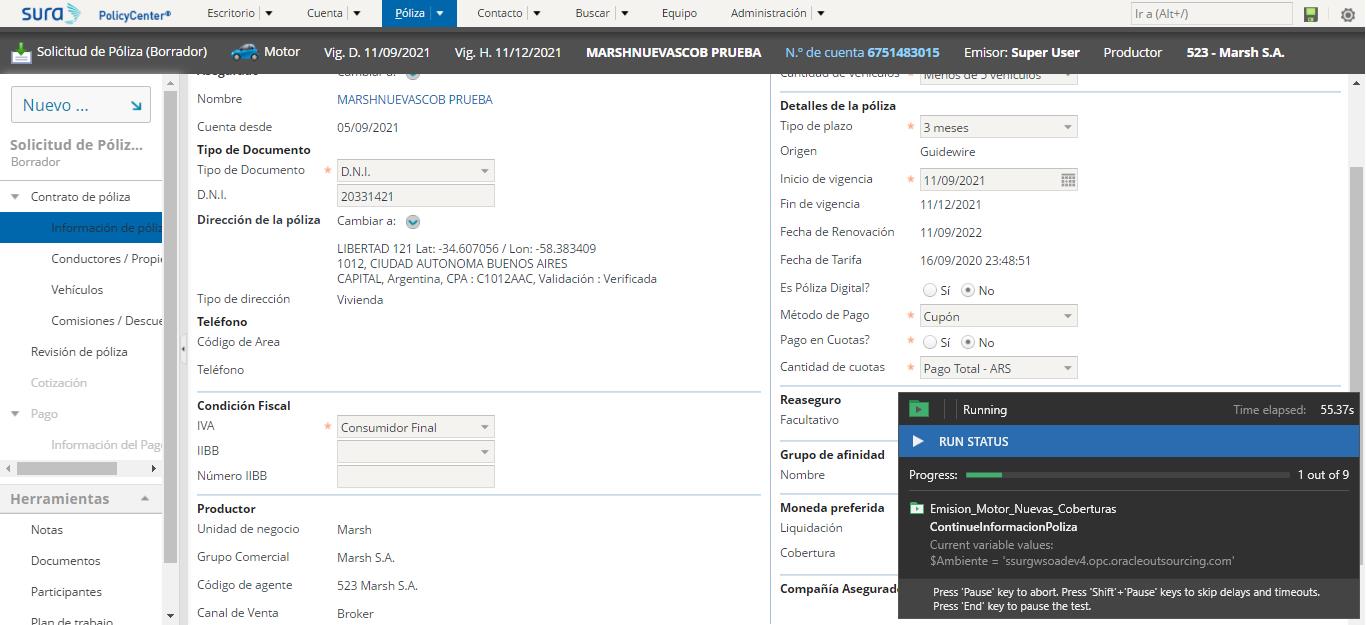 sura PolicyCenter® Escritorio Cuenta Póliza Contacto Buscar Equipo Administración Ir a (Alt+/)
Solicitud de Póliza (Borrador) Motor Vig. D. 11/09/2021 Vig. H. 11/12/2021 MARSHNUEVASCOB PRUEBA N.° de cuenta 6751483015 Emisor: Super User Productor 523 - Marsh S.A.
Nuevo ...
Solicitud de Póliz...
Borrador
Contrato de póliza
Información de póliz
Conductores / Propie
Vehículos
Comisiones / Descue
Revisión de póliza
Cotización
Pago
Información del Pago
Herramientas
Notas
Documentos
Participantes
Plan de trabajo
Asegurado Cambiar a:
Nombre MARSHNUEVASCOB PRUEBA
Cuenta desde 05/09/2021
Tipo de Documento
Tipo de Documento * D.N.I.
D.N.I. 20331421
Dirección de la póliza Cambiar a:
LIBERTAD 121 Lat: -34.607056 / Lon: -58.383409
1012, CIUDAD AUTONOMA BUENOS AIRES
CAPITAL, Argentina, CPA : C1012AAC, Validación : Verificada
Tipo de dirección Vivienda
Teléfono
Código de Area
Teléfono
Condición Fiscal
IVA * Consumidor Final
IIBB
Número IIBB
Productor
Unidad de negocio Marsh
Grupo Comercial Marsh S.A.
Código de agente 523 Marsh S.A.
Canal de Venta Broker
Cantidad de vehículos * Menos de 5 vehículos
Detalles de la póliza
Tipo de plazo * 3 meses
Origen Guidewire
Inicio de vigencia * 11/09/2021
Fin de vigencia 11/12/2021
Fecha de Renovación 11/09/2022
Fecha de Tarifa 16/09/2020 23:48:51
Es Póliza Digital? Sí No
Método de Pago * Cupón
Pago en Cuotas? * Sí No
Cantidad de cuotas * Pago Total - ARS
Reaseguro
Facultativo
Grupo de afinidad
Nombre
Moneda preferida
Liquidación
Cobertura
Compañía Asegurado
Running Time elapsed: 55.37s
RUN STATUS
Progress: 1 out of 9
Emision_Motor_Nuevas_Coberturas
ContinueInformacionPoliza
Current variable values:
$Ambiente = 'ssurgwsoadev4.opc.oracleoutsourcing.com'
Press 'Pause' key to abort. Press 'Shift'+'Pause' keys to skip delays and timeouts.
Press 'End' key to pause the test.